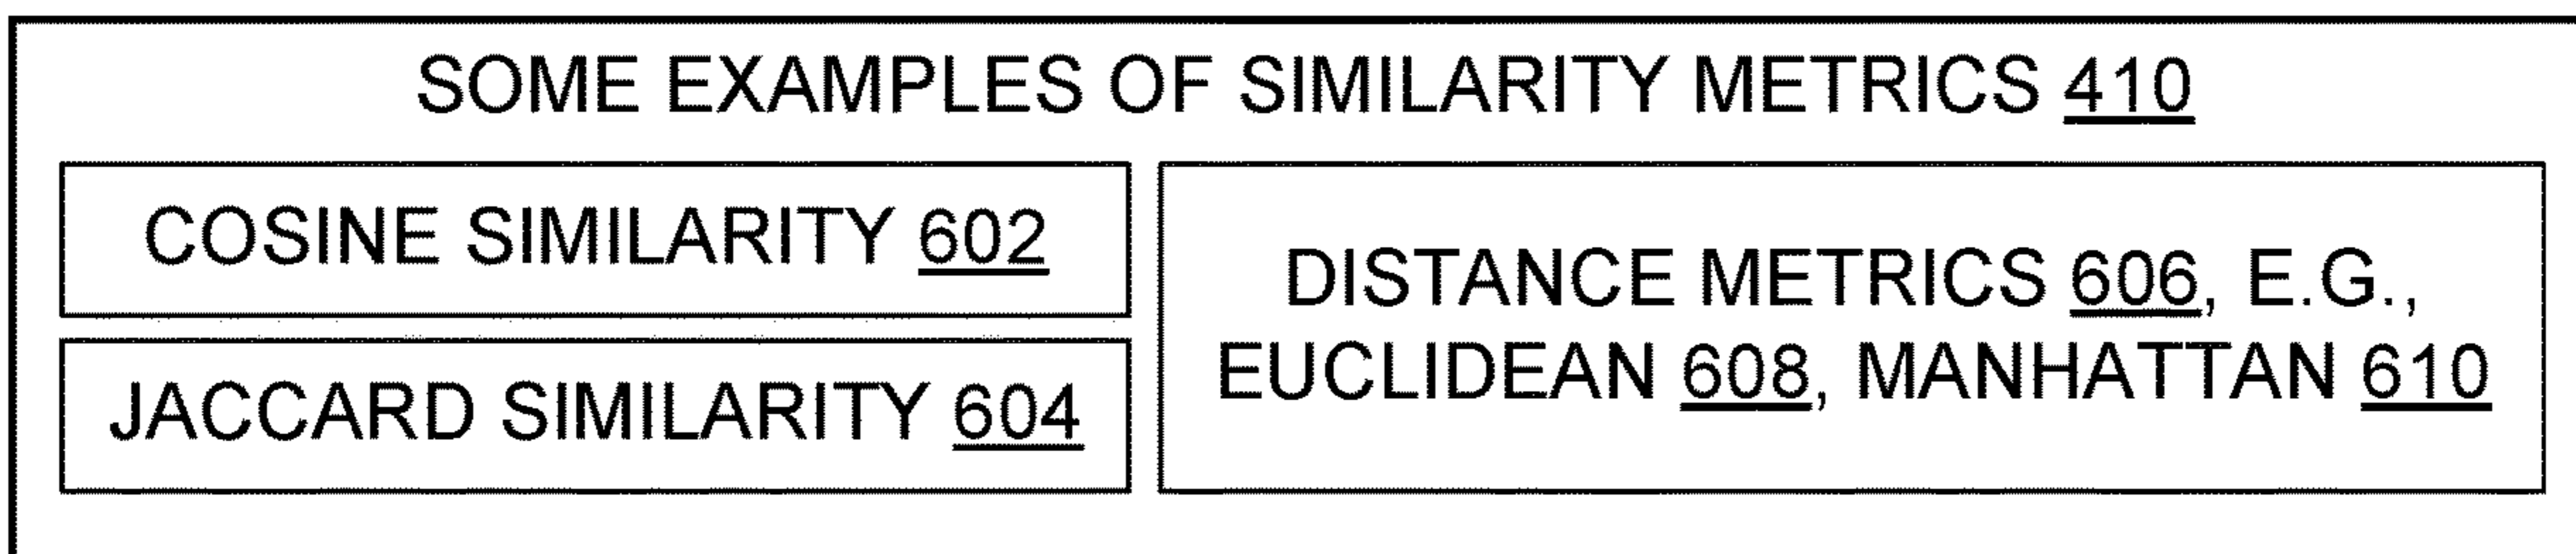 SOME EXAMPLES OF SIMILARITY METRICS 410
COSINE SIMILARITY 602
JACCARD SIMILARITY 604
DISTANCE METRICS 606, E.G.,
EUCLIDEAN 608, MANHATTAN 610